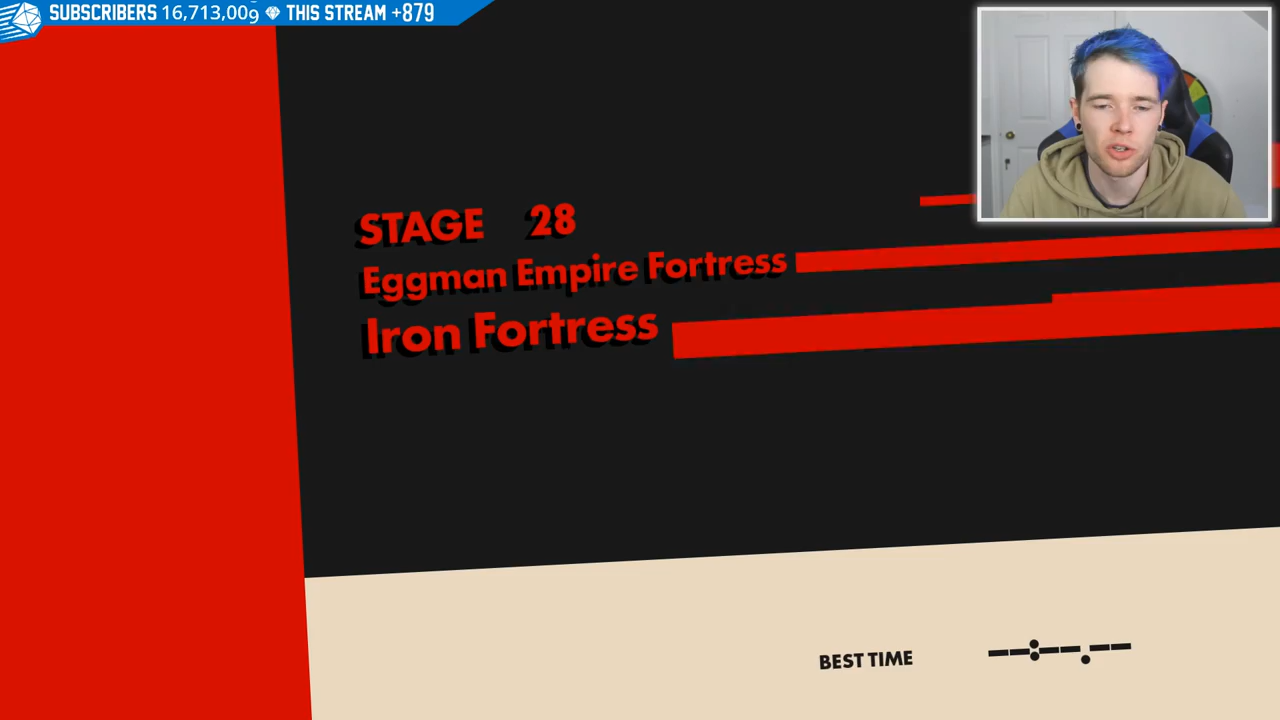 SUBSCRIBERS 16,713,009 THIS STREAM +879
STAGE 28
Eggman Empire Fortress
Iron Fortress
BEST TIME --:--.--